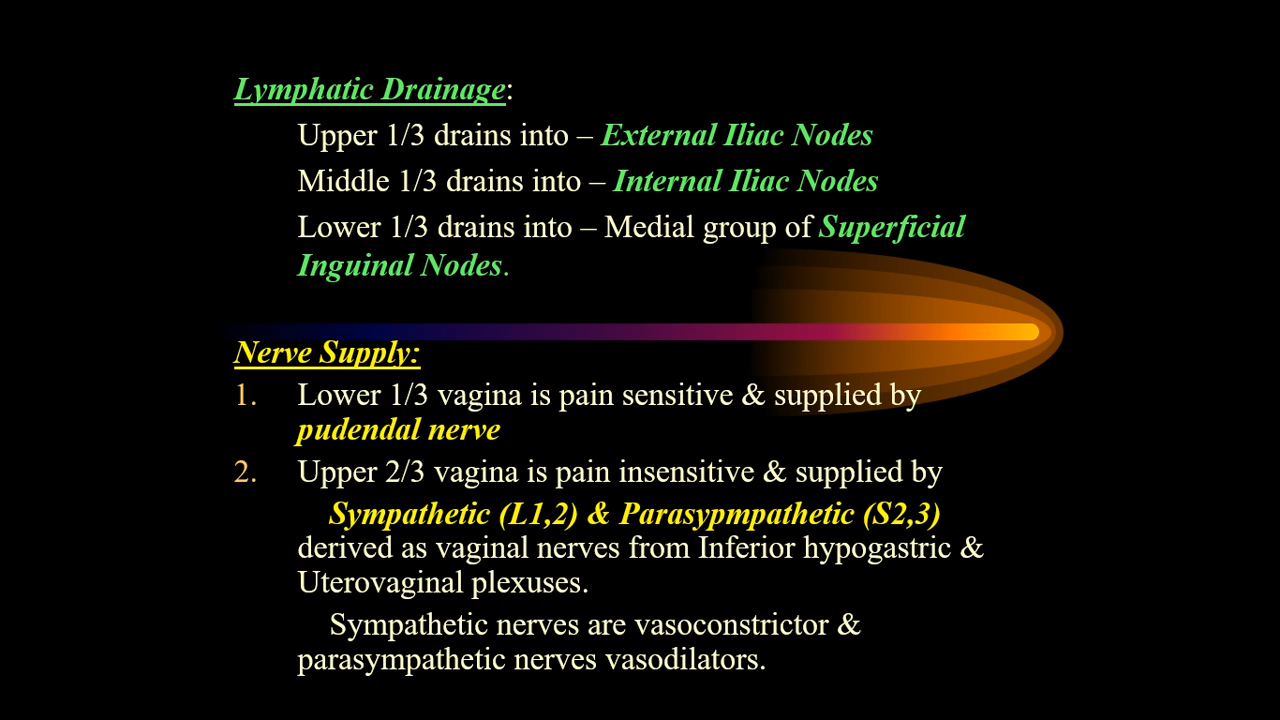 Lymphatic Drainage:
Upper 1/3 drains into – External Iliac Nodes
Middle 1/3 drains into – Internal Iliac Nodes
Lower 1/3 drains into – Medial group of Superficial
Inguinal Nodes.
Nerve Supply:
1. Lower 1/3 vagina is pain sensitive & supplied by
pudendal nerve
2. Upper 2/3 vagina is pain insensitive & supplied by
Sympathetic (L1,2) & Parasypmpathetic (S2,3)
derived as vaginal nerves from Inferior hypogastric &
Uterovaginal plexuses.
Sympathetic nerves are vasoconstrictor &
parasympathetic nerves vasodilators.